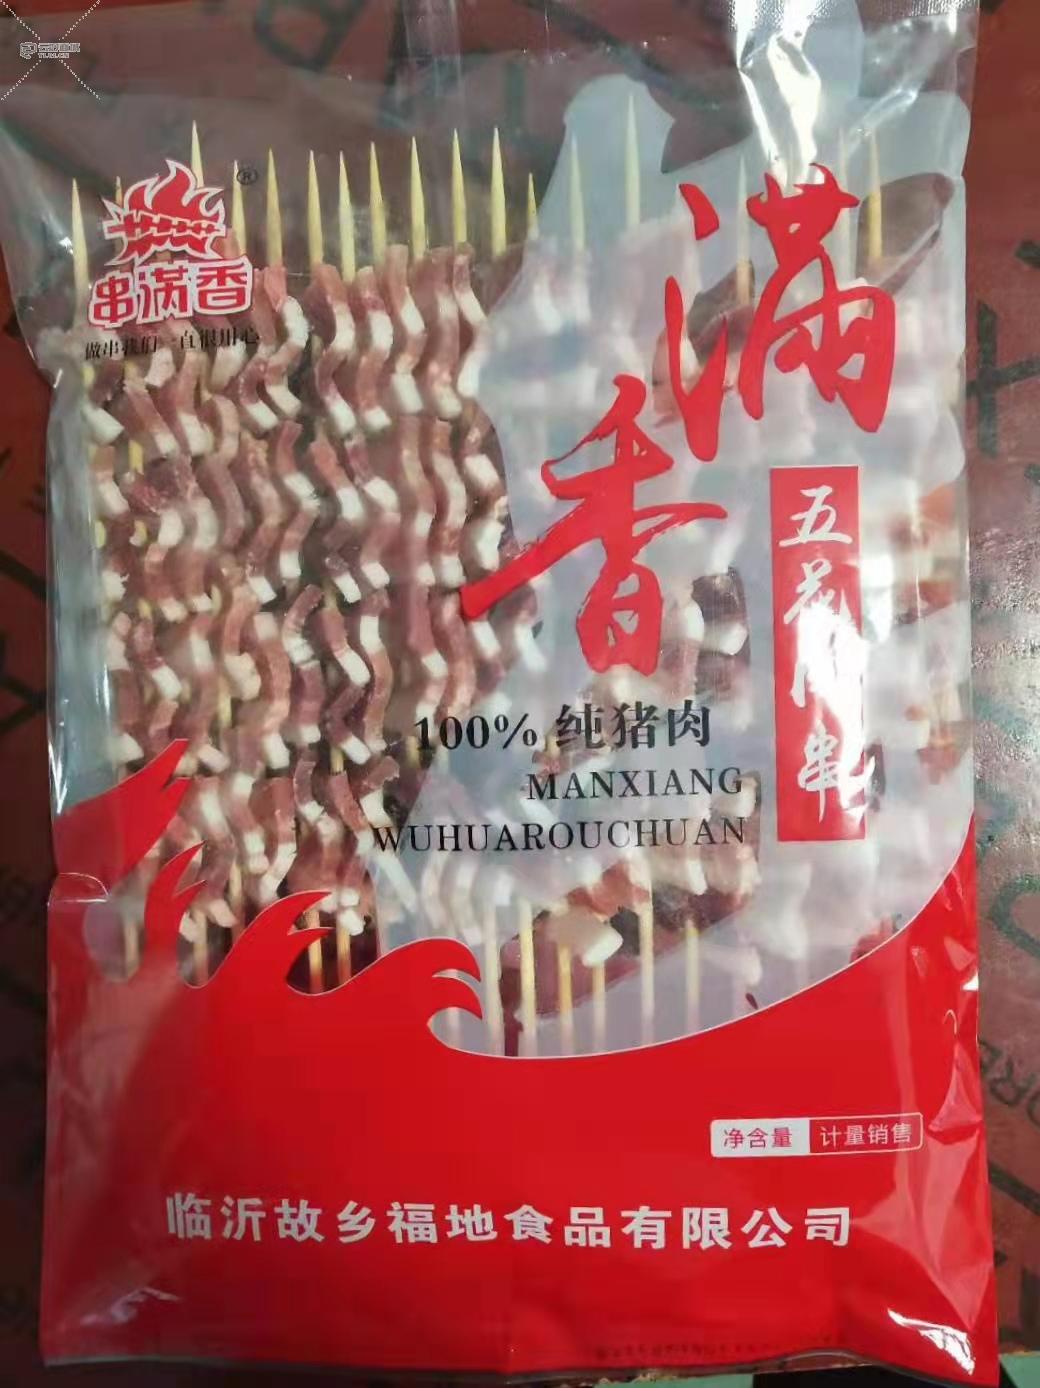 TLM.CN
®
串满香
做串我们一直很用心
满香
五花肉串
100%纯猪肉
MANXIANG
WUHUAROUCHUAN
净含量 计量销售
临沂故乡福地食品有限公司